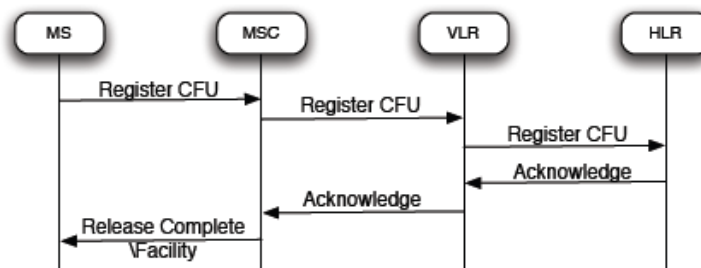 MS
MSC
VLR
HLR
Register CFU
Register CFU
Register CFU
Acknowledge
Acknowledge
Release Complete
\Facility